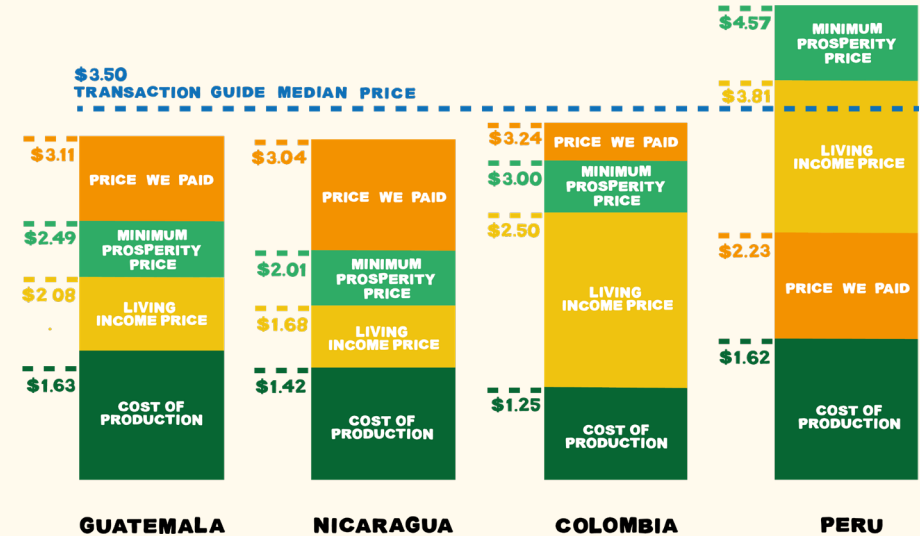 $4.57
MINIMUM
PROSPERITY
PRICE
$3.50
TRANSACTION GUIDE MEDIAN PRICE
$3.81
$3.11
PRICE WE PAID
$2.49
MINIMUM
PROSPERITY
PRICE
$2 08
LIVING
INCOME PRICE
$1.63
COST OF
PRODUCTION
$3.04
PRICE WE PAID
$2.01
MINIMUM
PROSPERITY
PRICE
$1.68
LIVING
INCOME PRICE
$1.42
COST OF
PRODUCTION
$3.24
PRICE WE PAID
$3.00
MINIMUM
PROSPERITY
PRICE
$2.50
LIVING
INCOME PRICE
$1.25
COST OF
PRODUCTION
LIVING
INCOME PRICE
$2.23
PRICE WE PAID
$1.62
COST OF
PRODUCTION
GUATEMALA
NICARAGUA
COLOMBIA
PERU